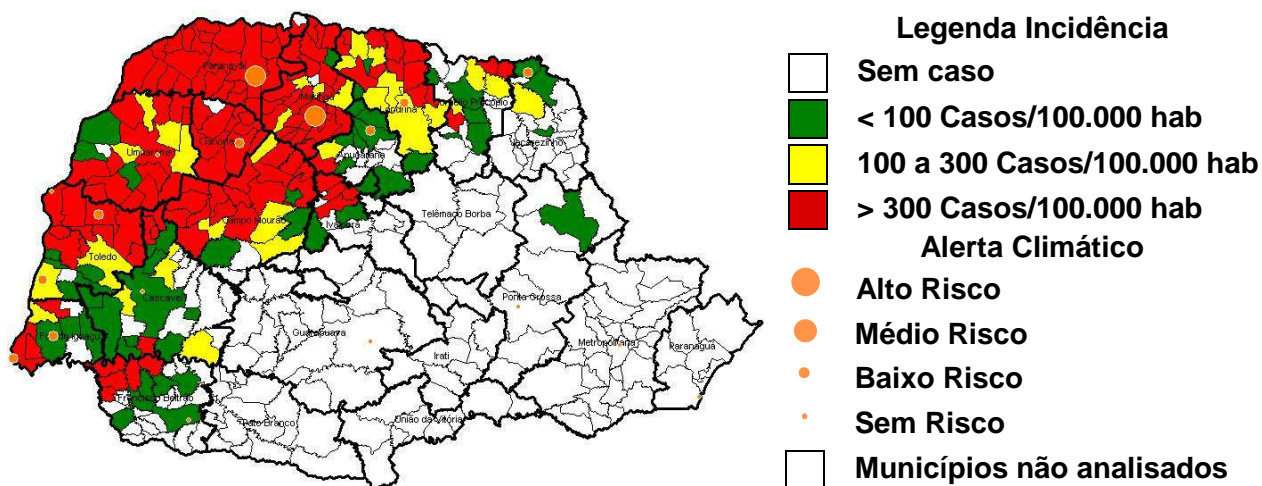 Legenda Incidência
Sem caso
< 100 Casos/100.000 hab
100 a 300 Casos/100.000 hab
> 300 Casos/100.000 hab
Alerta Climático
Alto Risco
Médio Risco
Baixo Risco
Sem Risco
Municípios não analisados
Paranavaí
Maringá
Londrina
Cornélio Procópio
Jacarezinho
Umuarama
Cianorte
Apucarana
Campo Mourão
Ivaiporã
Telêmaco Borba
Toledo
Cascavel
Ponta Grossa
Guarapuava
Foz do Iguaçu
Irati
Metropolitana
Paranaguá
Francisco Beltrão
Pato Branco
União da Vitória